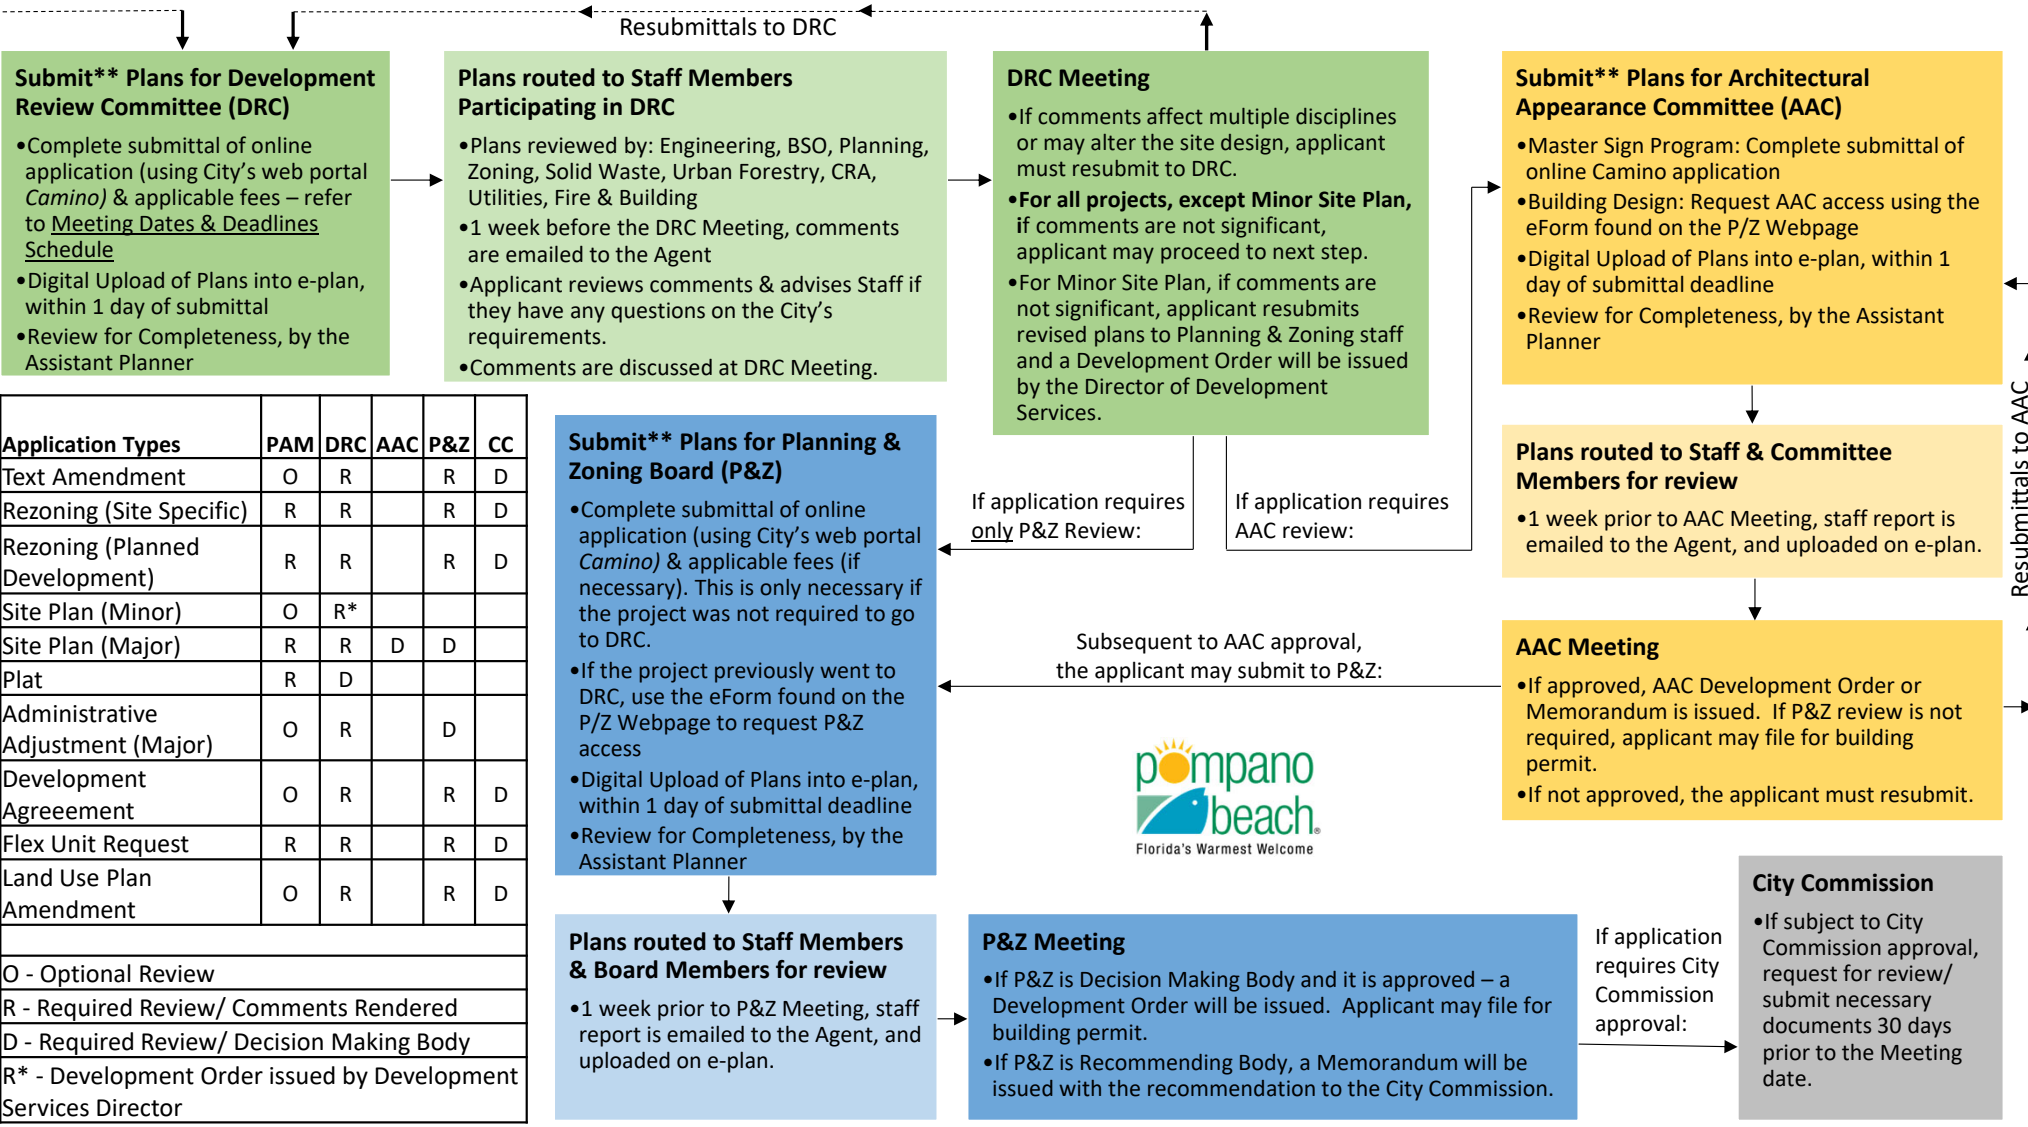 Resubmittals to DRC
Submit** Plans for Development
Review Committee (DRC)
•Complete submittal of online
application (using City’s web portal
Camino) & applicable fees – refer
to Meeting Dates & Deadlines
Schedule
•Digital Upload of Plans into e-plan,
within 1 day of submittal
•Review for Completeness, by the
Assistant Planner
Plans routed to Staff Members
Participating in DRC
•Plans reviewed by: Engineering, BSO, Planning,
Zoning, Solid Waste, Urban Forestry, CRA,
Utilities, Fire & Building
•1 week before the DRC Meeting, comments
are emailed to the Agent
•Applicant reviews comments & advises Staff if
they have any questions on the City’s
requirements.
•Comments are discussed at DRC Meeting.
DRC Meeting
•If comments affect multiple disciplines
or may alter the site design, applicant
must resubmit to DRC.
•For all projects, except Minor Site Plan,
if comments are not significant,
applicant may proceed to next step.
•For Minor Site Plan, if comments are
not significant, applicant resubmits
revised plans to Planning & Zoning staff
and a Development Order will be issued
by the Director of Development
Services.
Submit** Plans for Architectural
Appearance Committee (AAC)
•Master Sign Program: Complete submittal of
online Camino application
•Building Design: Request AAC access using the
eForm found on the P/Z Webpage
•Digital Upload of Plans into e-plan, within 1
day of submittal deadline
•Review for Completeness, by the Assistant
Planner
Resubmittals to AAC
Plans routed to Staff & Committee
Members for review
•1 week prior to AAC Meeting, staff report is
emailed to the Agent, and uploaded on e-plan.
AAC Meeting
•If approved, AAC Development Order or
Memorandum is issued. If P&Z review is not
required, applicant may file for building
permit.
•If not approved, the applicant must resubmit.
If application requires
only P&Z Review:
If application requires
AAC review:
Subsequent to AAC approval,
the applicant may submit to P&Z:
Application Types PAM DRC AAC P&Z CC
Text Amendment O R R D
Rezoning (Site Specific) R R R D
Rezoning (Planned
Development) R R R D
Site Plan (Minor) O R*
Site Plan (Major) R R D D
Plat R D
Administrative
Adjustment (Major) O R D
Development
Agreeement O R R D
Flex Unit Request R R R D
Land Use Plan
Amendment O R R D
O - Optional Review
R - Required Review/ Comments Rendered
D - Required Review/ Decision Making Body
R* - Development Order issued by Development
Services Director
Submit** Plans for Planning &
Zoning Board (P&Z)
•Complete submittal of online
application (using City’s web portal
Camino) & applicable fees (if
necessary). This is only necessary if
the project was not required to go
to DRC.
•If the project previously went to
DRC, use the eForm found on the
P/Z Webpage to request P&Z
access
•Digital Upload of Plans into e-plan,
within 1 day of submittal deadline
•Review for Completeness, by the
Assistant Planner
pompano
beach®
Florida's Warmest Welcome
Plans routed to Staff Members
& Board Members for review
•1 week prior to P&Z Meeting, staff
report is emailed to the Agent, and
uploaded on e-plan.
P&Z Meeting
•If P&Z is Decision Making Body and it is approved – a
Development Order will be issued. Applicant may file for
building permit.
•If P&Z is Recommending Body, a Memorandum will be
issued with the recommendation to the City Commission.
If application
requires City
Commission
approval:
City Commission
•If subject to City
Commission approval,
request for review/
submit necessary
documents 30 days
prior to the Meeting
date.